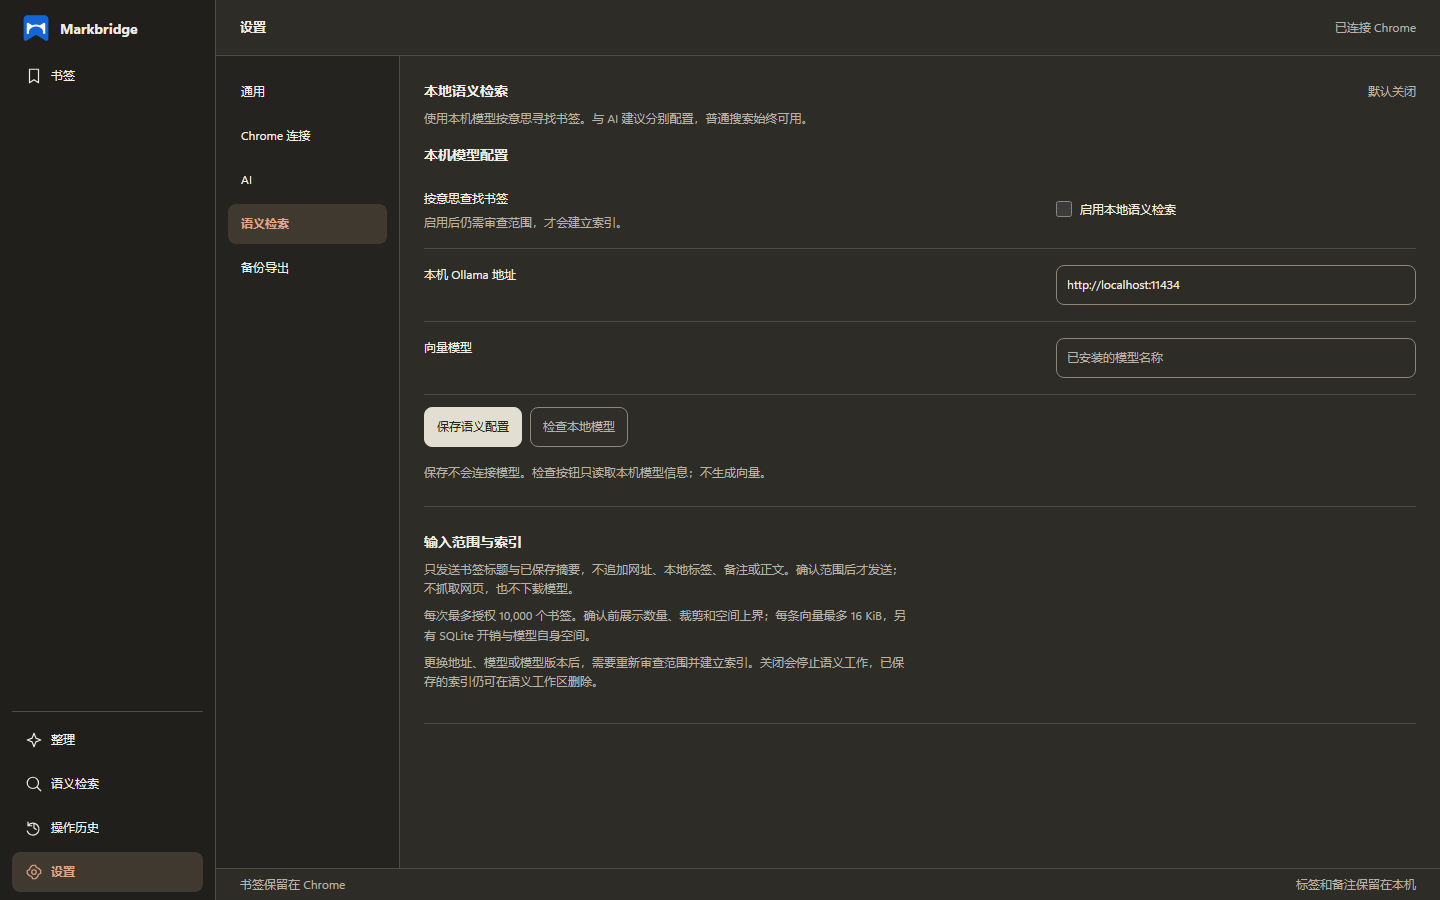 Markbridge
书签
整理
语义检索
操作历史
设置
设置
已连接 Chrome
通用
Chrome 连接
AI
语义检索
备份导出
本地语义检索
默认关闭
使用本机模型按意思寻找书签。与 AI 建议分别配置，普通搜索始终可用。
本机模型配置
按意思查找书签
启用后仍需审查范围，才会建立索引。
启用本地语义检索
本机 Ollama 地址
http://localhost:11434
向量模型
已安装的模型名称
保存语义配置
检查本地模型
保存不会连接模型。检查按钮只读取本机模型信息；不生成向量。
输入范围与索引
只发送书签标题与已保存摘要，不追加网址、本地标签、备注或正文。确认范围后才发送；
不抓取网页，也不下载模型。
每次最多授权 10,000 个书签。确认前展示数量、裁剪和空间上界；每条向量最多 16 KiB，另
有 SQLite 开销与模型自身空间。
更换地址、模型或模型版本后，需要重新审查范围并建立索引。关闭会停止语义工作，已保
存的索引仍可在语义工作区删除。
书签保留在 Chrome
标签和备注保留在本机